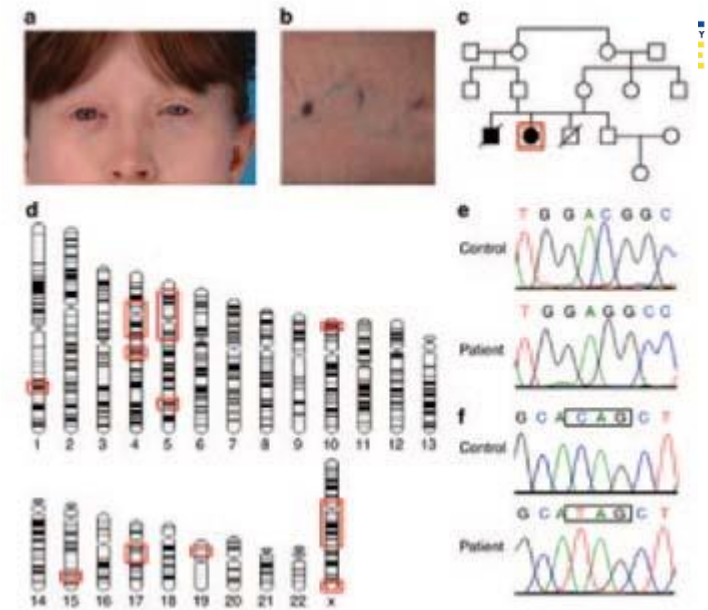 a
b
c
Y
d
1 2 3 4 5 6 7 8 9 10 11 12 13
14 15 16 17 18 19 20 21 22 X
e
T G G A C G G C
Control
T G G A G G C C
Patient
f
G C A C A G C T
Control
G C A T A G C T
Patient